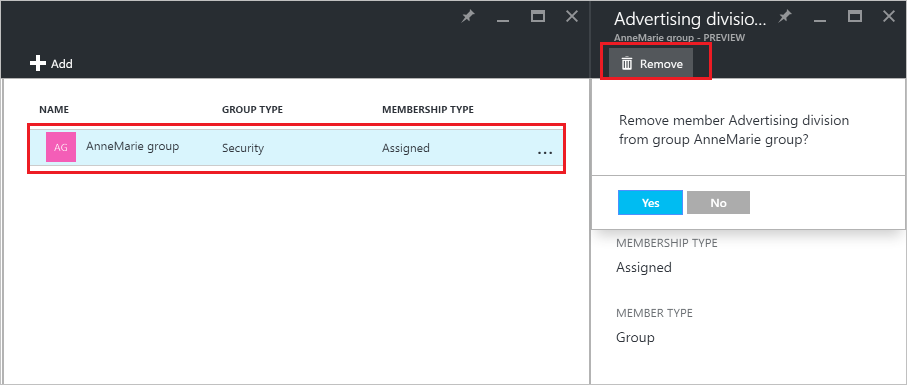 Add
NAME GROUP TYPE MEMBERSHIP TYPE
AG AnneMarie group Security Assigned ...
Advertising divisio...
AnneMarie group - PREVIEW
Remove
Remove member Advertising division
from group AnneMarie group?
Yes No
MEMBERSHIP TYPE
Assigned
MEMBER TYPE
Group